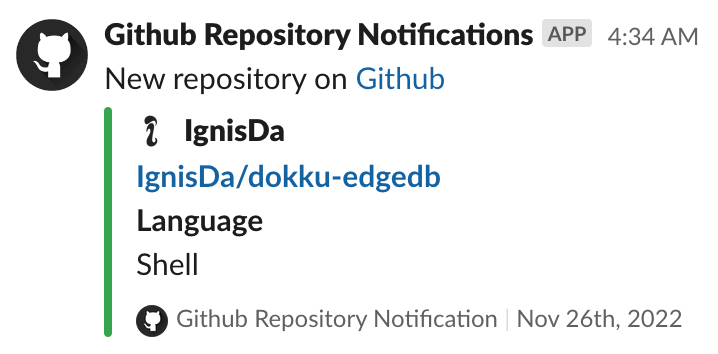 Github Repository Notifications APP 4:34 AM
New repository on Github
IgnisDa
IgnisDa/dokku-edgedb
Language
Shell
Github Repository Notification | Nov 26th, 2022